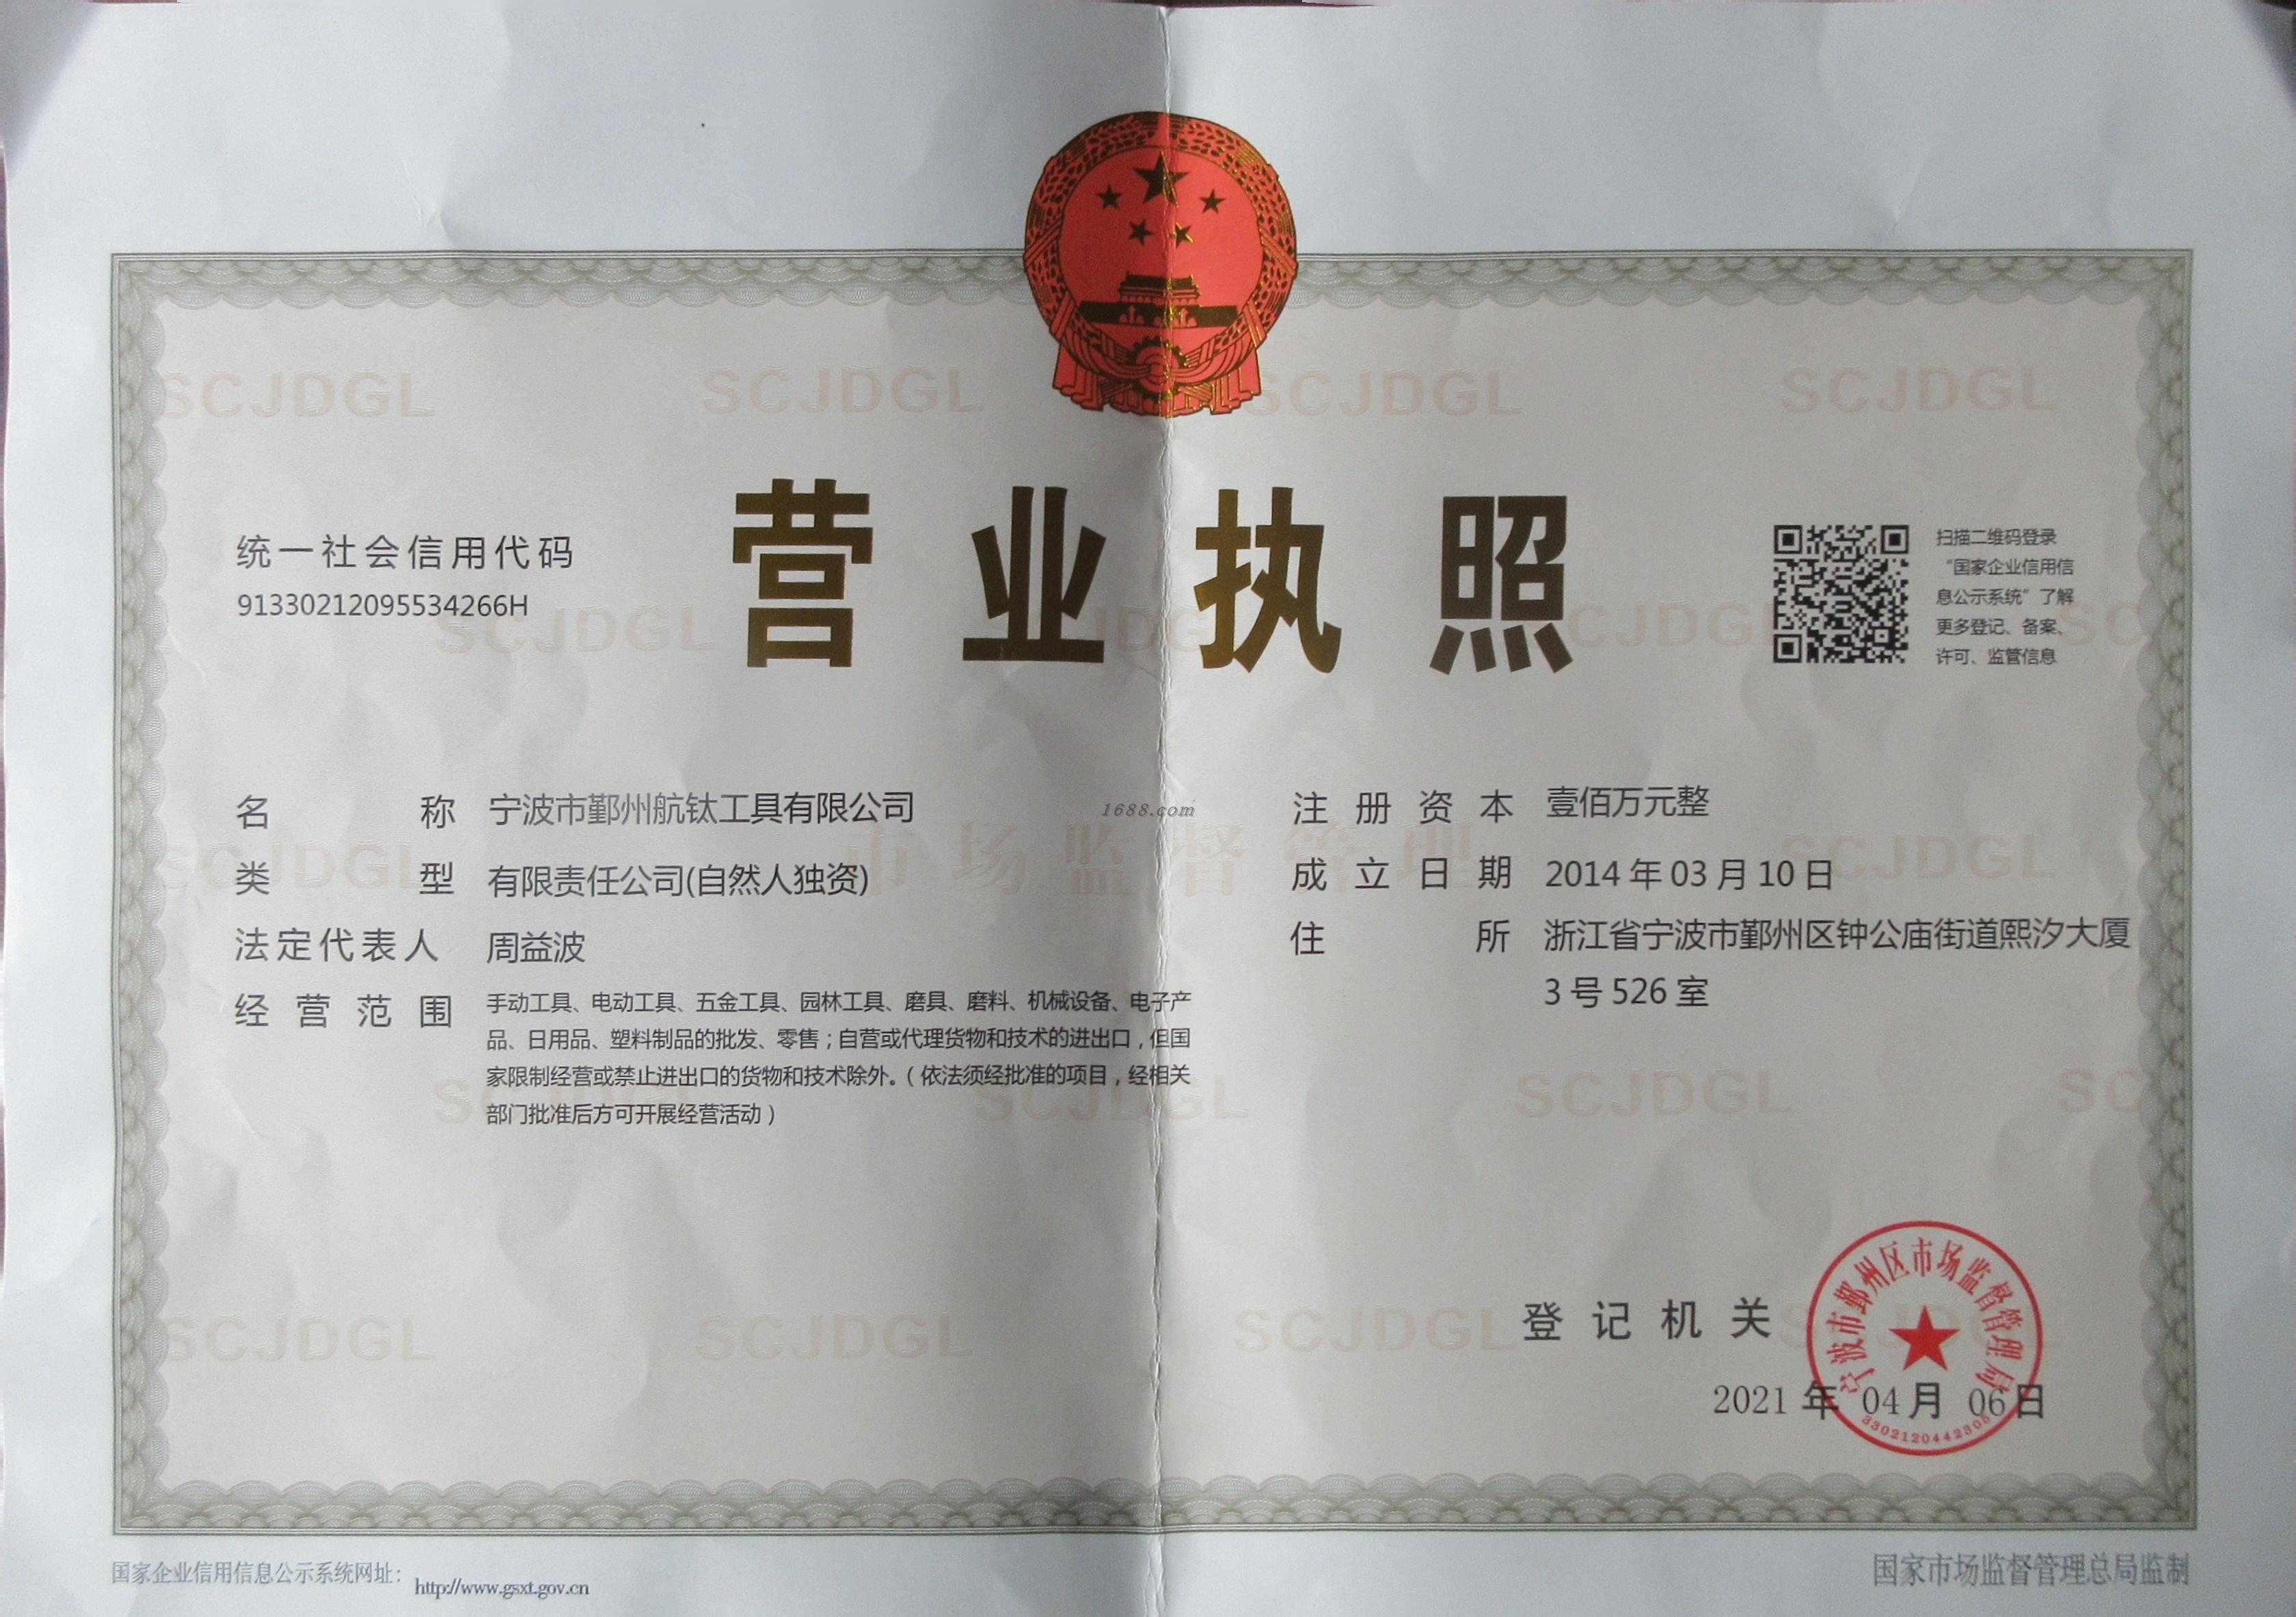 营业执照
统一社会信用代码
91330212095534266H
扫描二维码登录
“国家企业信用信
息公示系统”了解
更多登记、备案、
许可、监管信息
名称 宁波市鄞州航钛工具有限公司
类型 有限责任公司(自然人独资)
法定代表人 周益波
经营范围 手动工具、电动工具、五金工具、园林工具、磨具、磨料、机械设备、电子产
品、日用品、塑料制品的批发、零售；自营或代理货物和技术的进出口，但国
家限制经营或禁止进出口的货物和技术除外。（依法须经批准的项目，经相关
部门批准后方可开展经营活动）
1688.com
注册资本 壹佰万元整
成立日期 2014年03月10日
住所 浙江省宁波市鄞州区钟公庙街道熙汐大厦
3号526室
市场监督管理
SCJDGL
登记机关
宁波市鄞州区市场监督管理局
2021年04月06日
国家企业信用信息公示系统网址：
http://www.gsxt.gov.cn
国家市场监督管理总局监制